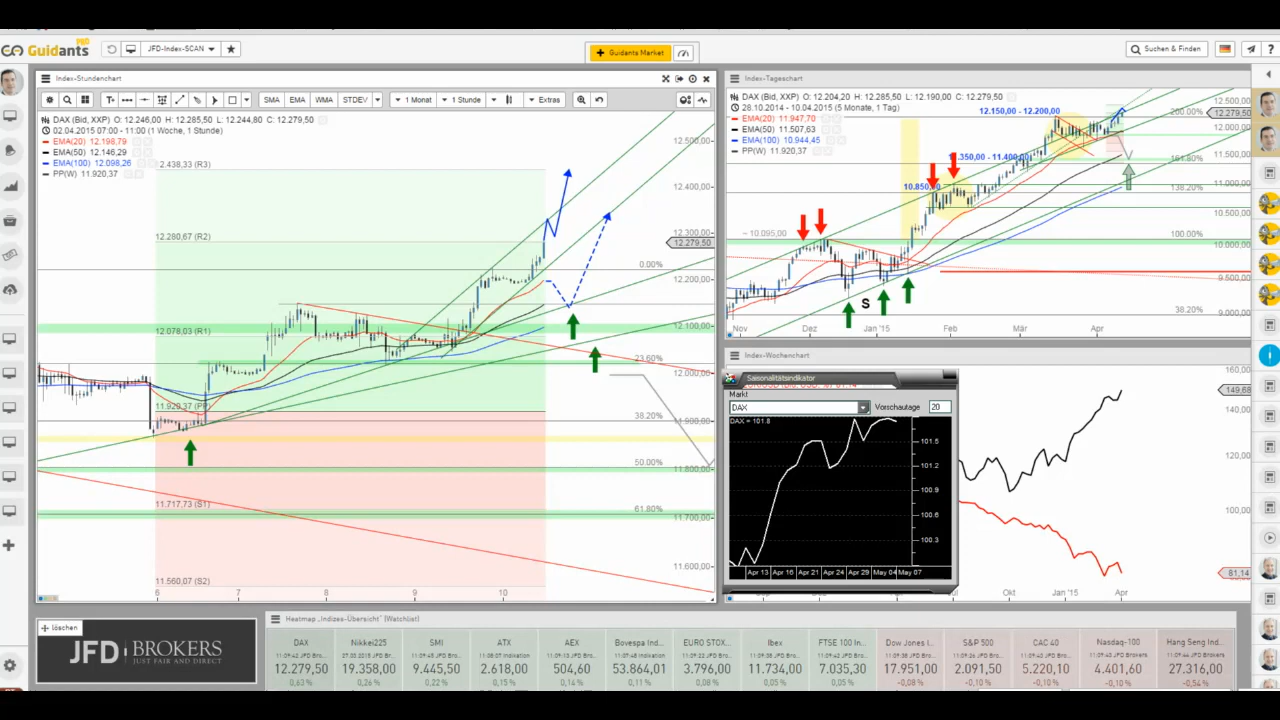 Guidants PRO
JFD-Index-SCAN
Guidants Market
Suchen & Finden
Index-Stundenchart
SMA EMA WMA STDEV 1 Monat 1 Stunde Extras
DAX (Bid, XXP) O: 12.246,00 H: 12.285,50 L: 12.244,80 C: 12.279,50
02.04.2015 07:00 - 11:00 (1 Woche, 1 Stunde)
EMA(20) 12.198,79
EMA(50) 12.146,29
EMA(100) 12.098,26
PP(W) 11.920,37
2.438,33 (R3)
12.280,67 (R2)
12.078,03 (R1)
11.920,37 (PP)
11.717,73 (S1)
11.560,07 (S2)
0.00%
23.60%
38.20%
50.00%
61.80%
12.500,00
12.400,00
12.300,00
12.279.50
12.200,00
12.100,00
12.000,00
11.900,00
11.800,00
11.700,00
11.600,00
6 7 8 9 10
Index-Tageschart
DAX (Bid, XXP) O: 12.204,20 H: 12.285,50 L: 12.190,00 C: 12.279,50
28.10.2014 - 10.04.2015 (5 Monate, 1 Tag)
EMA(20) 11.947,70
EMA(50) 11.507,63
EMA(100) 10.944,45
PP(W) 11.920,37
12.150,00 - 12.200,00
11.350,00 - 11.400,00
~ 10.095,00
S
200.00%
161.80%
138.20%
100.00%
38.20%
12.500,00
12.279,50
12.000,00
11.500,00
10.500,00
10.000,00
9.500,00
9.000,00
Nov Dez Jan '15 Feb Mär Apr
Index-Wochenchart
Saisonalitätsindikator
Markt
DAX Vorschautage 20
DAX = 101.8
101.5
101.2
100.9
100.6
100.3
Apr 13 Apr 16 Apr 21 Apr 24 Apr 29 May 04 May 07
160,00
149,68
140,00
120,00
100,00
81,14
Okt Jan '15 Apr
löschen
JFD BROKERS
JUST FAIR AND DIRECT
Heatmap „Indizes-Übersicht" (Watchlist)
DAX Nikkei225 SMI ATX AEX Bovespa Ind... EURO STOX... Ibex FTSE 100 In... Dow Jones I... S&P 500 CAC 40 Nasdaq-100 Hang Seng Ind...
12.279,50 19.358,00 9.445,50 2.618,00 504,60 53.864,01 3.796,00 11.734,00 7.035,30 17.951,00 2.091,50 5.220,10 4.401,60 27.316,00
0,63 % 0,26 % 0,22 % 0,15 % 0,14 % 0,11 % 0,08 % 0,05 % 0,05 % -0,08 % -0,10 % -0,10 % -0,10 % -0,54 %